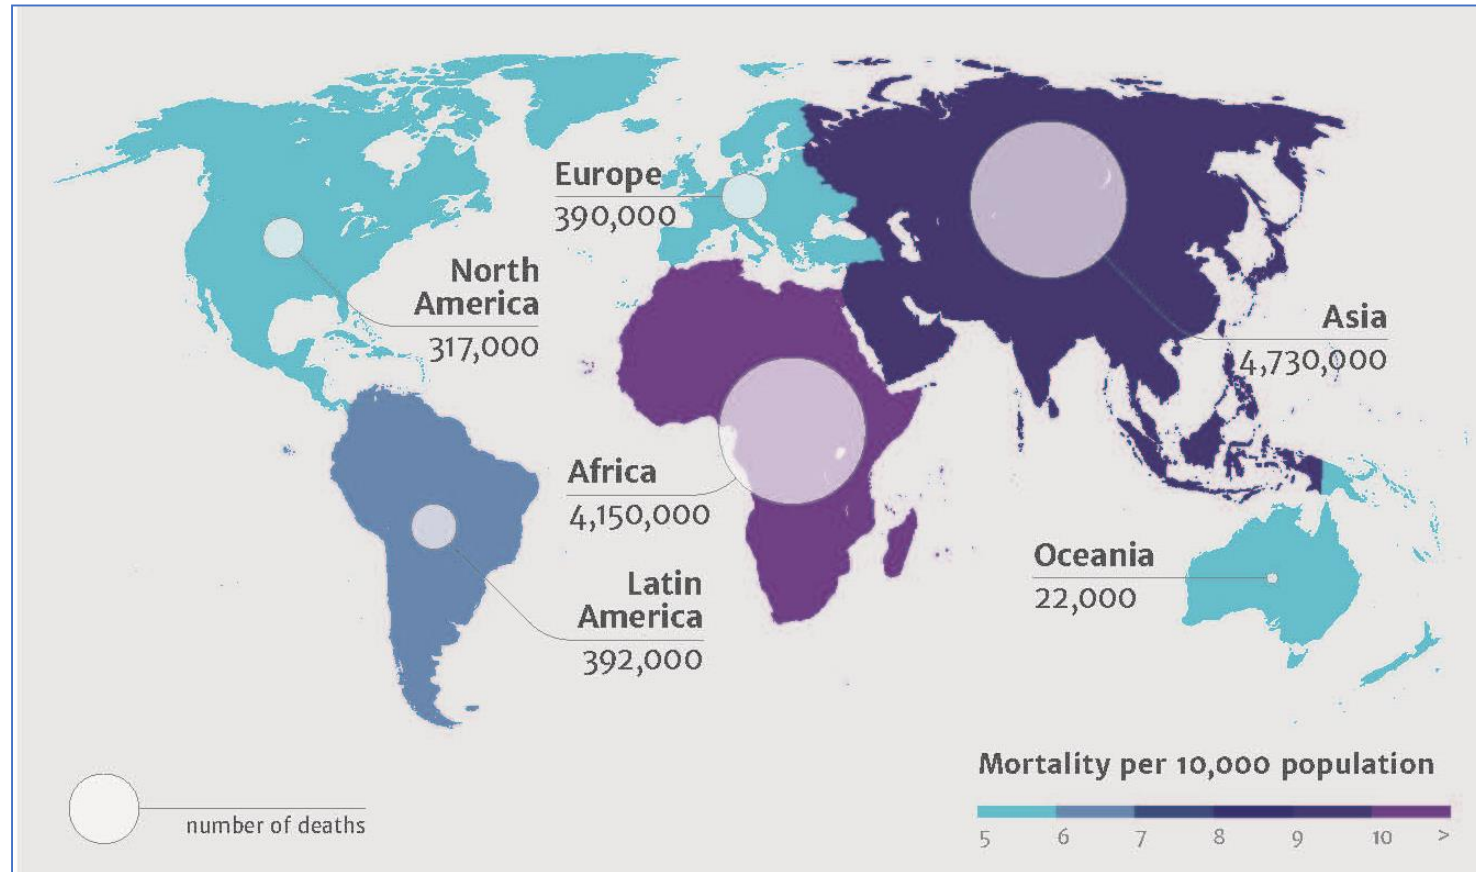 Europe
390,000
North
America
317,000
Asia
4,730,000
Africa
4,150,000
Latin
America
392,000
Oceania
22,000
number of deaths
Mortality per 10,000 population
5 6 7 8 9 10 >